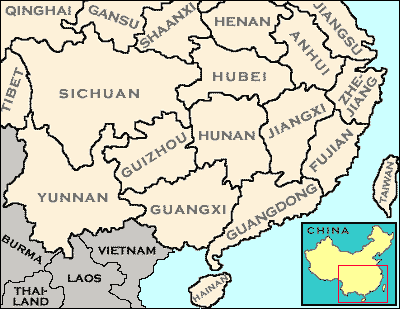 QINGHAI
GANSU
SHAANXI
HENAN
JIANGSU
ANHUI
TIBET
SICHUAN
HUBEI
ZHE-
JIANG
HUNAN
JIANGXI
GUIZHOU
FUJIAN
YUNNAN
GUANGXI
GUANGDONG
TAIWAN
BURMA
VIETNAM
LAOS
THAI-
LAND
HAINAN
CHINA